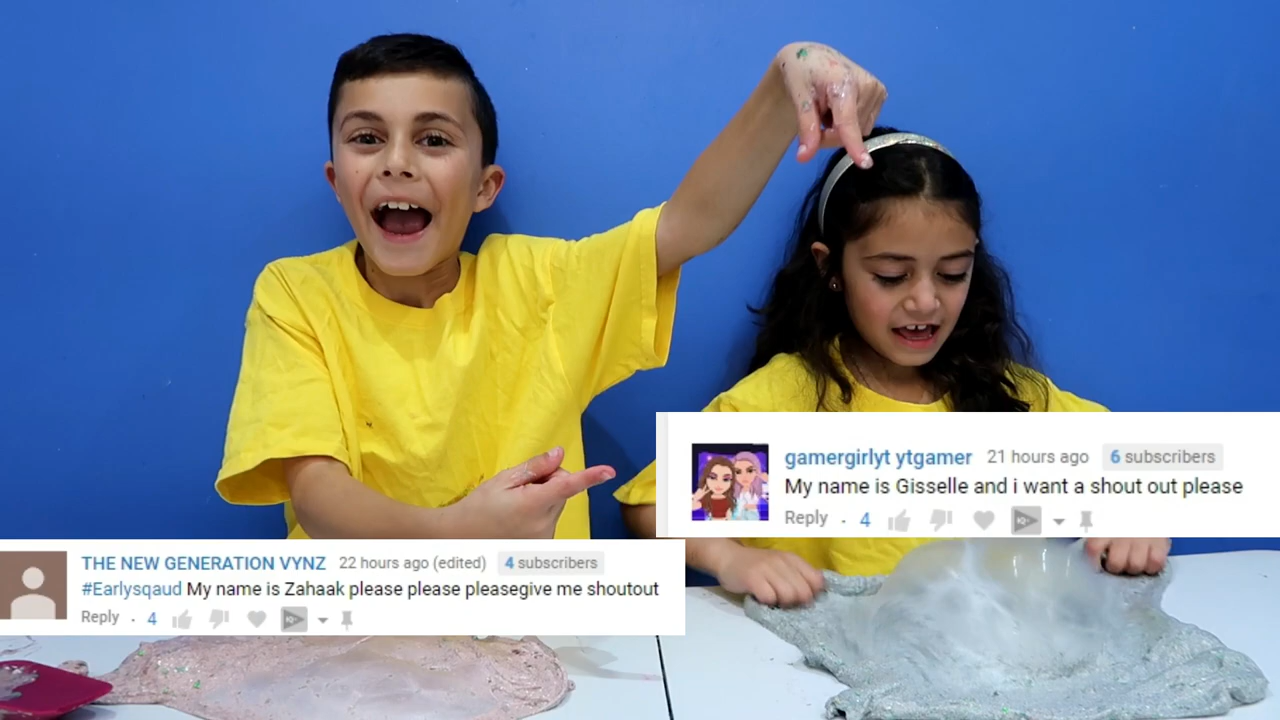 gamergirlyt ytgamer 21 hours ago 6 subscribers
My name is Gisselle and i want a shout out please
Reply · 4
THE NEW GENERATION VYNZ 22 hours ago (edited) 4 subscribers
#Earlysqaud My name is Zahaak please please pleasegive me shoutout
Reply · 4